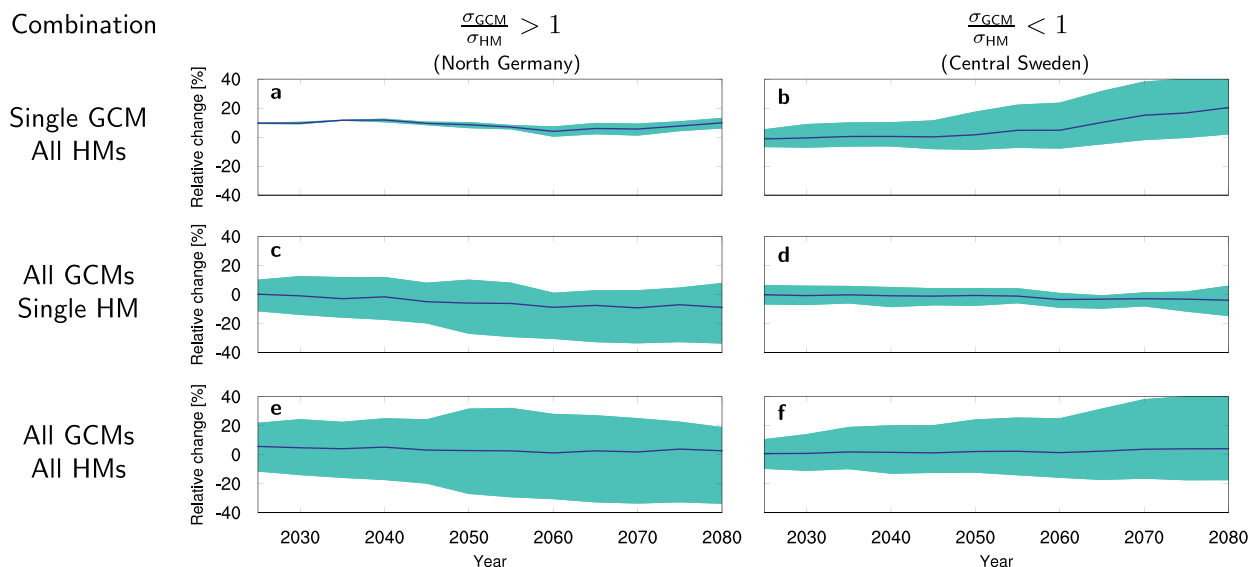 Combination
σGCM/σHM > 1
(North Germany)
σGCM/σHM < 1
(Central Sweden)
Single GCM
All HMs
Relative change [%]
40
20
0
-20
-40
a
b
All GCMs
Single HM
Relative change [%]
40
20
0
-20
-40
c
d
All GCMs
All HMs
Relative change [%]
40
20
0
-20
-40
e
f
2030 2040 2050 2060 2070 2080
Year
2030 2040 2050 2060 2070 2080
Year